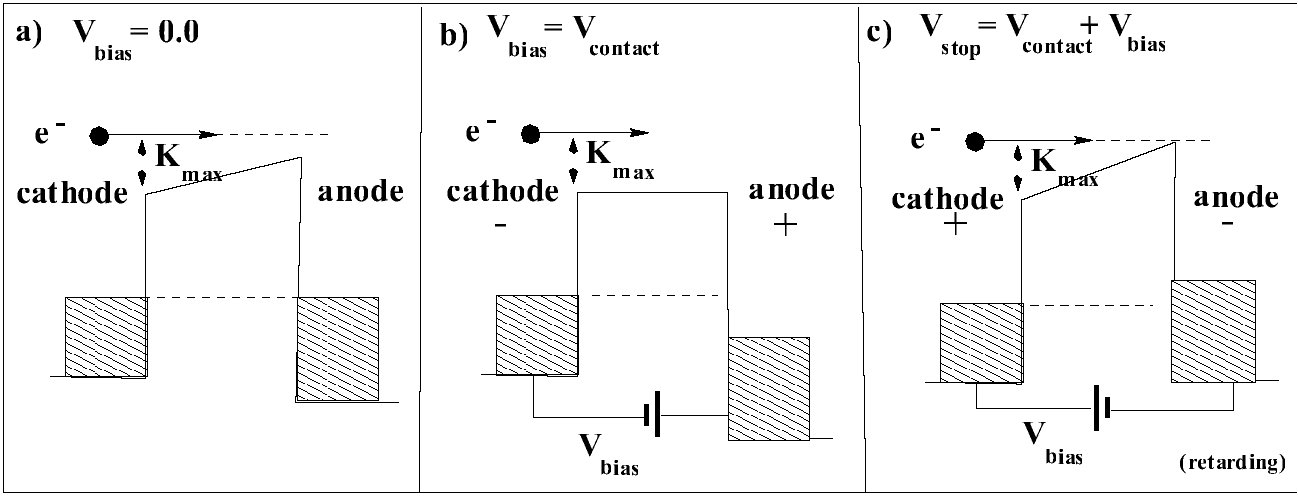 a) V bias = 0.0
e -
K max
cathode
anode
b) V bias = V contact
e -
K max
cathode
anode
-
+
V bias
c) V stop = V contact + V bias
e -
K max
cathode
anode
+
-
V bias
(retarding)